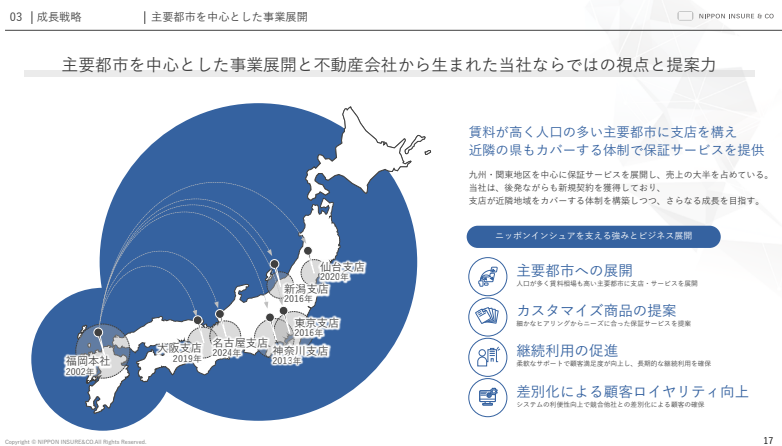 03 | 成長戦略 | 主要都市を中心とした事業展開
NIPPON INSURE & CO
主要都市を中心とした事業展開と不動産会社から生まれた当社ならではの視点と提案力
賃料が高く人口の多い主要都市に支店を構え
近隣の県もカバーする体制で保証サービスを提供
九州・関東地区を中心に保証サービスを展開し、売上の大半を占めている。
当社は、後発ながらも新規契約を獲得しており、
支店が近隣地域をカバーする体制を構築しつつ、さらなる成長を目指す。
ニッポンインシュアを支える強みとビジネス展開
主要都市への展開
人口が多く賃料相場も高い主要都市に支店・サービスを展開
カスタマイズ商品の提案
細かなヒアリングからニーズに合った保証サービスを提案
継続利用の促進
柔軟なサポートで顧客満足度が向上し、長期的な継続利用を確保
差別化による顧客ロイヤリティ向上
システムの利便性向上で競合他社との差別化による顧客の確保
仙台支店
2020年
新潟支店
2016年
東京支店
2016年
神奈川支店
2013年
名古屋支店
2024年
大阪支店
2019年
福岡本社
2002年
Copyright © NIPPON INSURE&CO.All Rights Reserved.
17